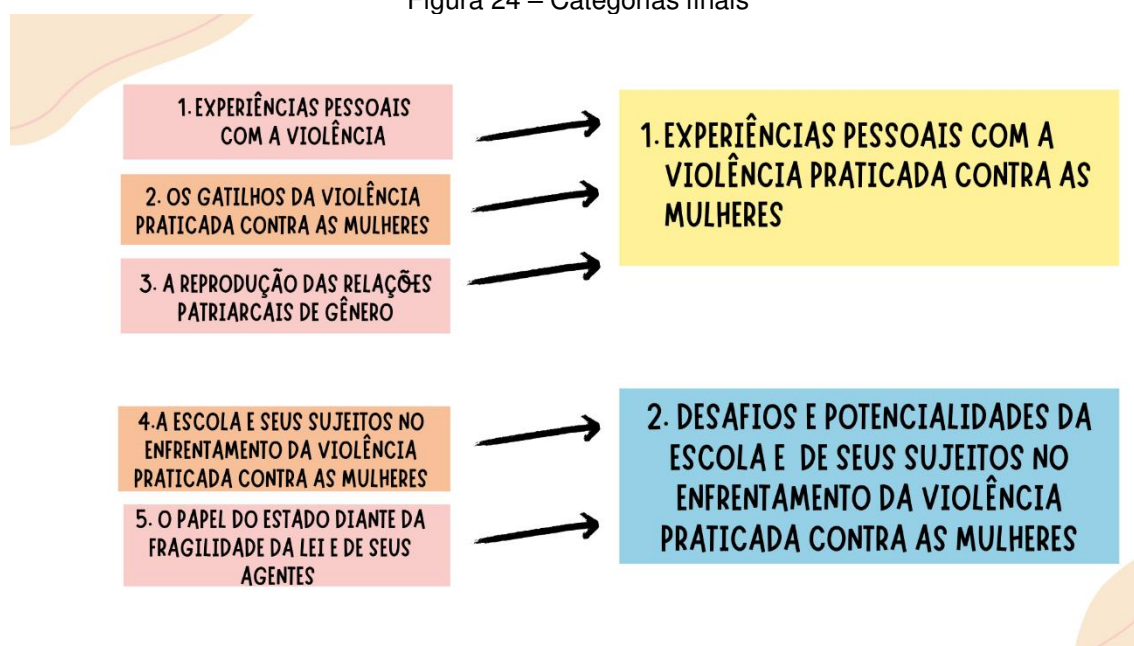 Figura 24 – Categorias finais
1. EXPERIÊNCIAS PESSOAIS
COM A VIOLÊNCIA
2. OS GATILHOS DA VIOLÊNCIA
PRATICADA CONTRA AS MULHERES
3. A REPRODUÇÃO DAS RELAÇÕES
PATRIARCAIS DE GÊNERO
1. EXPERIÊNCIAS PESSOAIS COM A
VIOLÊNCIA PRATICADA CONTRA AS
MULHERES
4. A ESCOLA E SEUS SUJEITOS NO
ENFRENTAMENTO DA VIOLÊNCIA
PRATICADA CONTRA AS MULHERES
5. O PAPEL DO ESTADO DIANTE DA
FRAGILIDADE DA LEI E DE SEUS
AGENTES
2. DESAFIOS E POTENCIALIDADES DA
ESCOLA E DE SEUS SUJEITOS NO
ENFRENTAMENTO DA VIOLÊNCIA
PRATICADA CONTRA AS MULHERES